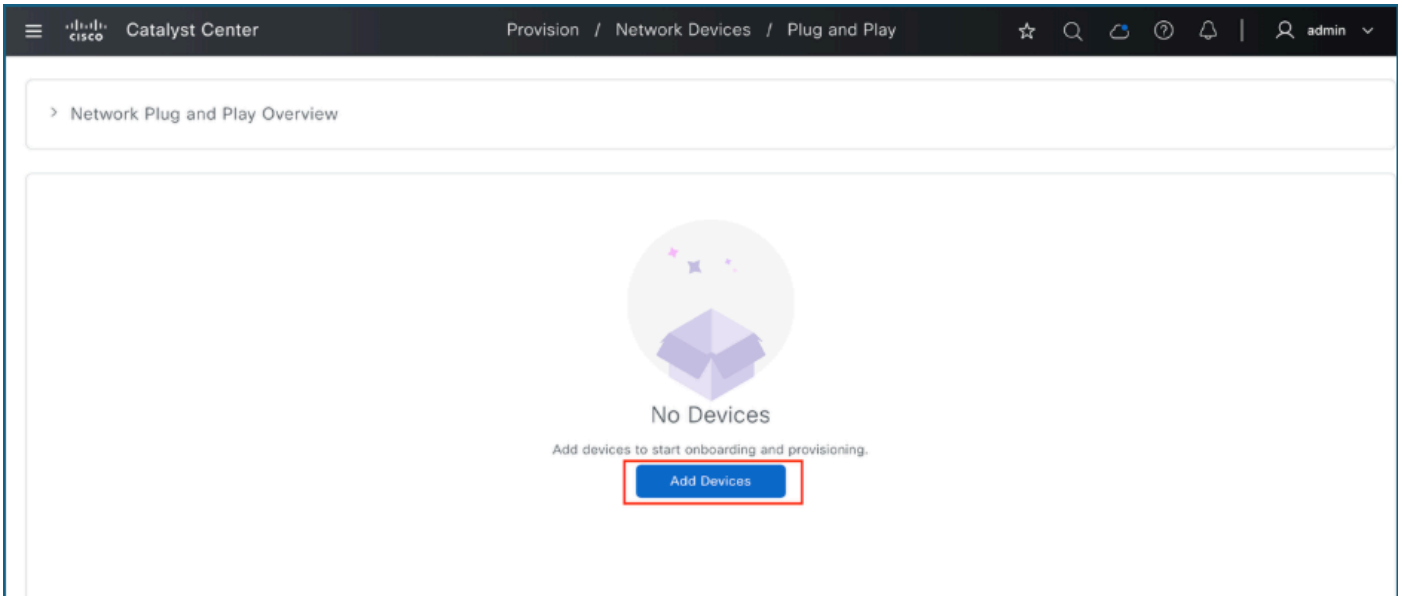 CISCO Catalyst Center Provision / Network Devices / Plug and Play admin
Network Plug and Play Overview
No Devices
Add devices to start onboarding and provisioning.
Add Devices